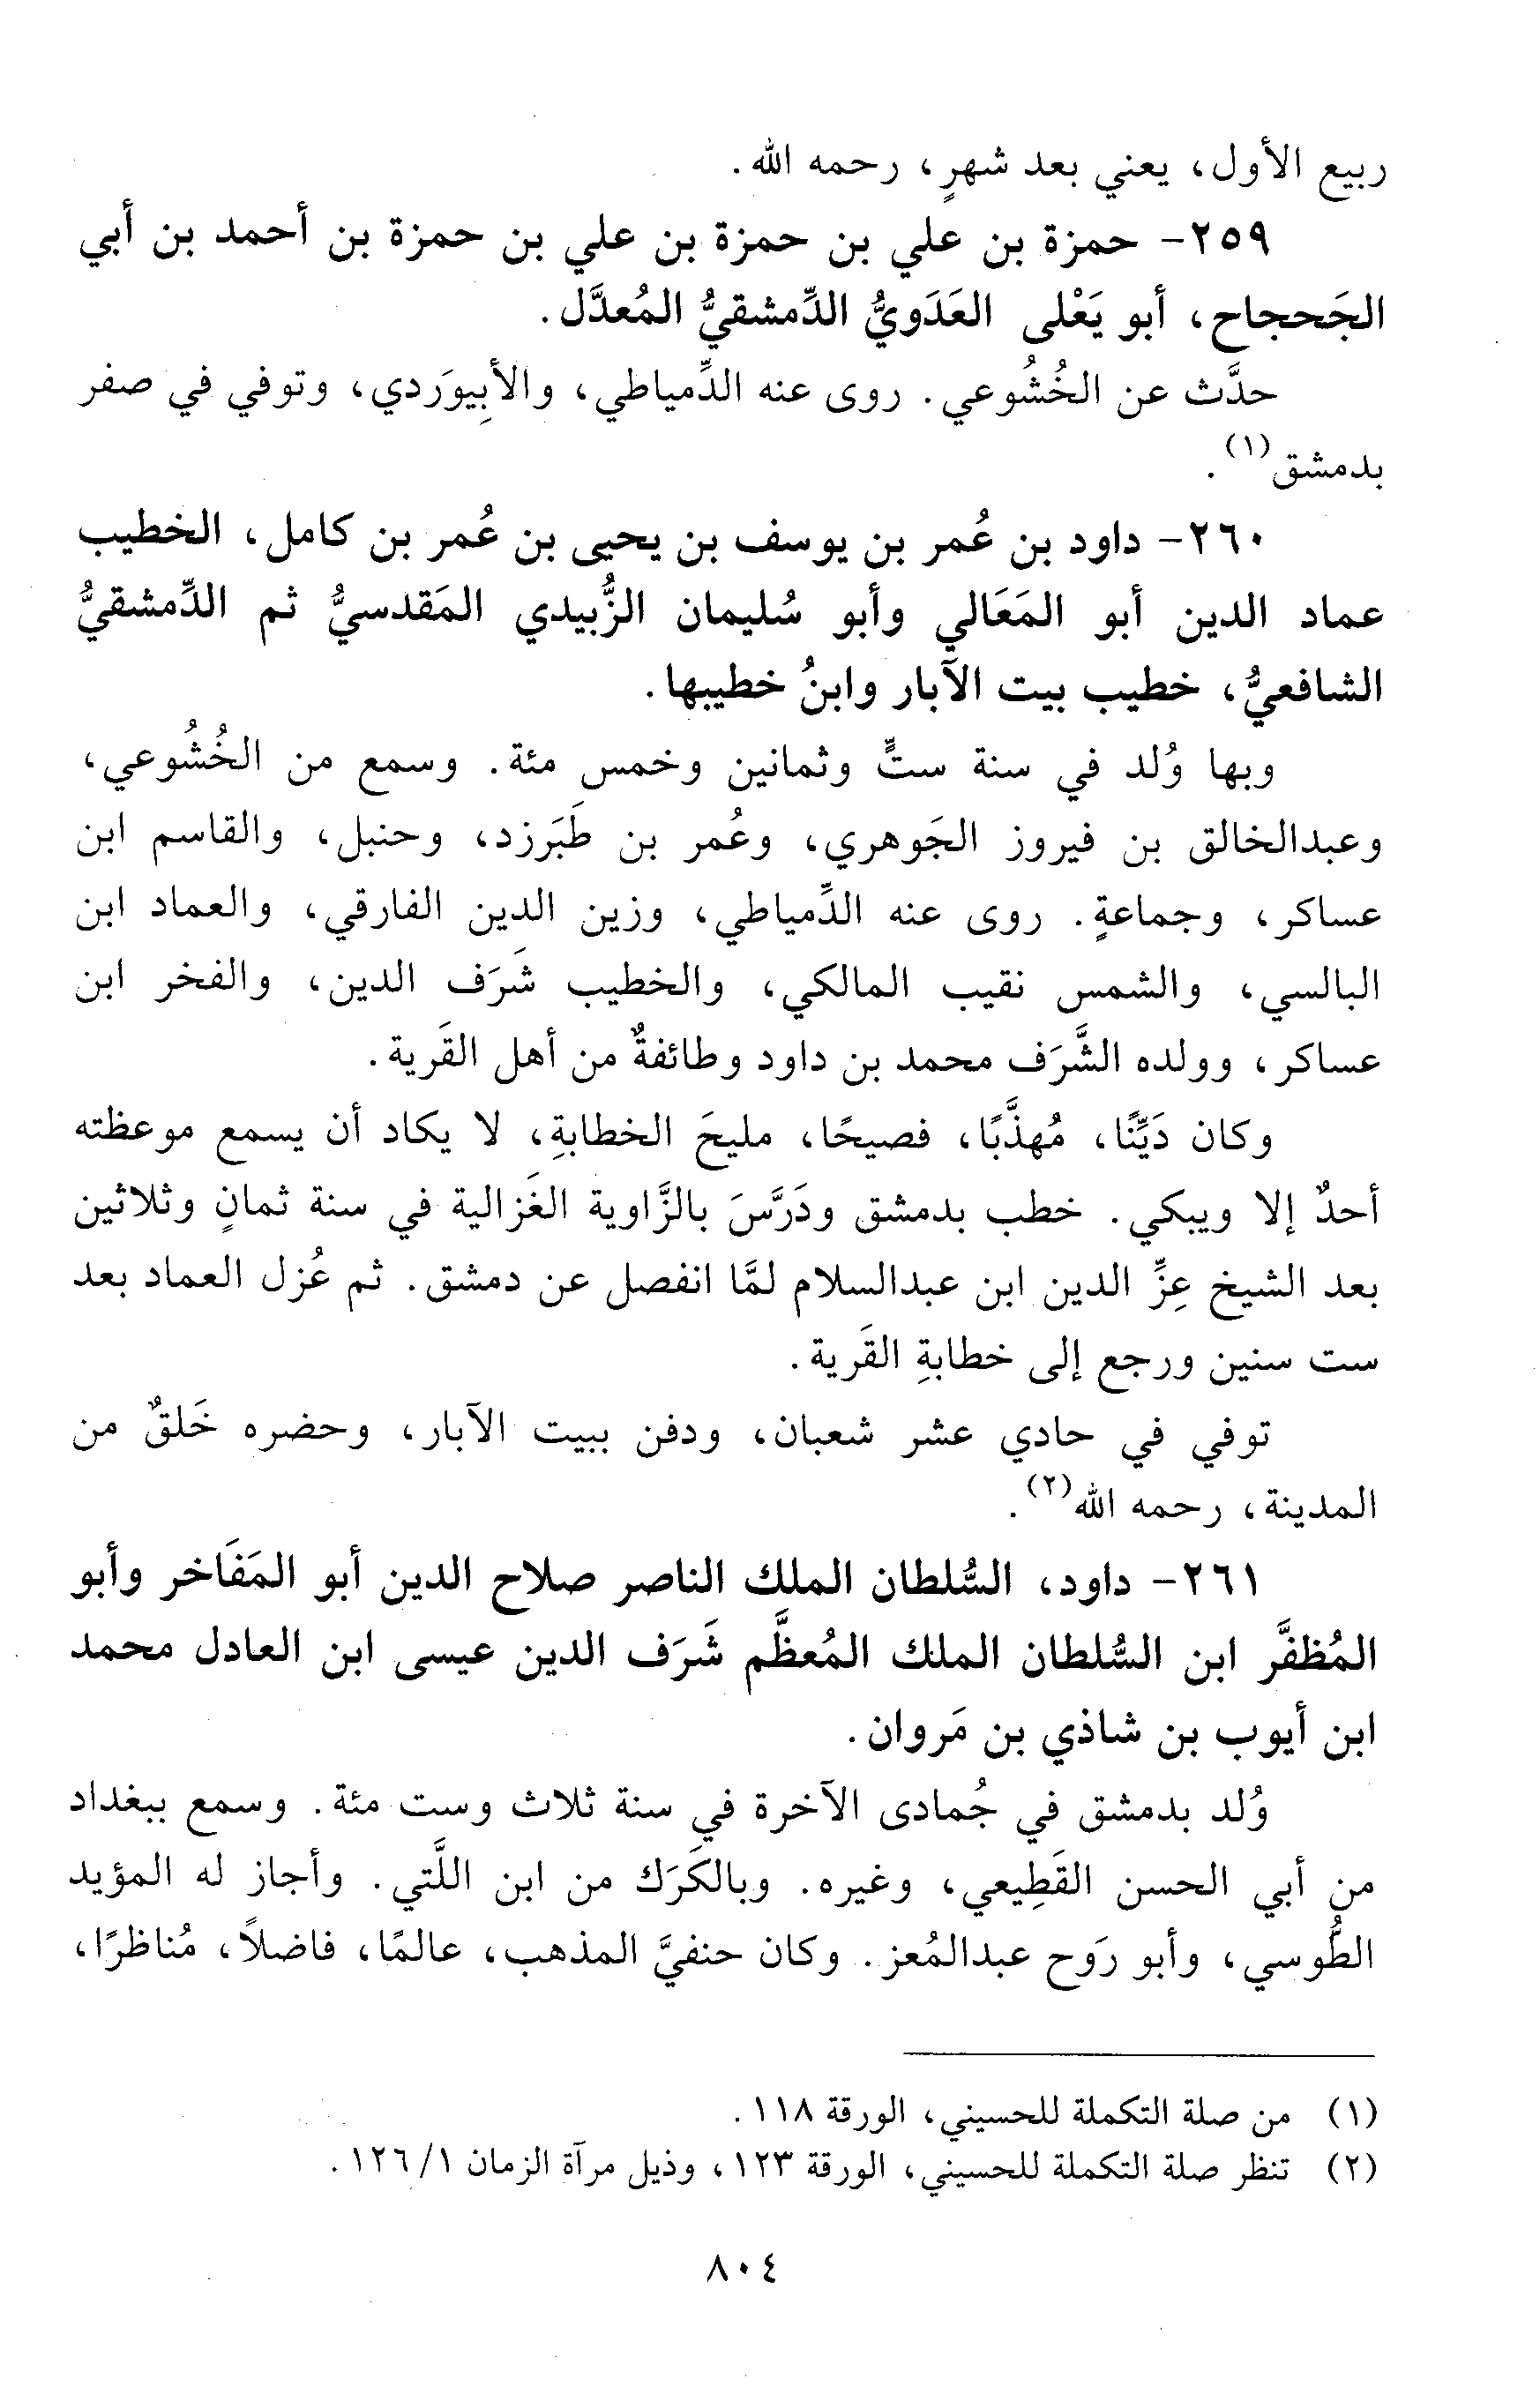 ربيع الأول، يعني بعد شهرٍ، رحمه الله.
٢٥٩- حمزة بن علي بن حمزة بن علي بن حمزة بن أحمد بن أبي
الجَحجاح، أبو يَعْلى العَدَويُّ الدِّمشقيُّ المُعدَّل.
حدَّث عن الخُشُوعي. روى عنه الدِّمياطي، والأبِيوَردي، وتوفي في صفر
بدمشق(١).
٢٦٠- داود بن عُمر بن يوسف بن يحيى بن عُمر بن كامل، الخطيب
عماد الدين أبو المَعَالي وأبو سُليمان الزُّبيدي المَقدسيُّ ثم الدِّمشقيُّ
الشافعيُّ، خطيب بيت الآبار وابنُ خطيبها.
وبها وُلد في سنة ستٍّ وثمانين وخمس مئة. وسمع من الخُشُوعي،
وعبدالخالق بن فيروز الجَوهري، وعُمر بن طَبَرزد، وحنبل، والقاسم ابن
عساكر، وجماعةٍ. روى عنه الدِّمياطي، وزين الدين الفارقي، والعماد ابن
البالسي، والشمس نقيب المالكي، والخطيب شَرَف الدين، والفخر ابن
عساكر، وولده الشَّرَف محمد بن داود وطائفةٌ من أهل القَرية.
وكان دَيِّنًا، مُهذَّبًا، فصيحًا، مليحَ الخطابةِ، لا يكاد أن يسمع موعظته
أحدٌ إلا ويبكي. خطب بدمشق ودَرَّسَ بالزَّاوية الغَزالية في سنة ثمانٍ وثلاثين
بعد الشيخ عِزِّ الدين ابن عبدالسلام لمَّا انفصل عن دمشق. ثم عُزل العماد بعد
ست سنين ورجع إلى خطابةِ القَرية.
توفي في حادي عشر شعبان، ودفن ببيت الآبار، وحضره خَلقٌ من
المدينة، رحمه الله(٢).
٢٦١- داود، السُّلطان الملك الناصر صلاح الدين أبو المَفَاخر وأبو
المُظفَّر ابن السُّلطان الملك المُعظَّم شَرَف الدين عيسى ابن العادل محمد
ابن أيوب بن شاذي بن مَروان.
وُلد بدمشق في جُمادى الآخرة في سنة ثلاث وست مئة. وسمع ببغداد
من أبي الحسن القَطِيعي، وغيره. وبالكَرَك من ابن اللَّتي. وأجاز له المؤيد
الطُّوسي، وأبو رَوح عبدالمُعز. وكان حنفيَّ المذهب، عالمًا، فاضلاً، مُناظرًا،
(١) من صلة التكملة للحسيني، الورقة ١١٨.
(٢) تنظر صلة التكملة للحسيني، الورقة ١٢٣، وذيل مرآة الزمان ١/ ١٢٦.
٨٠٤